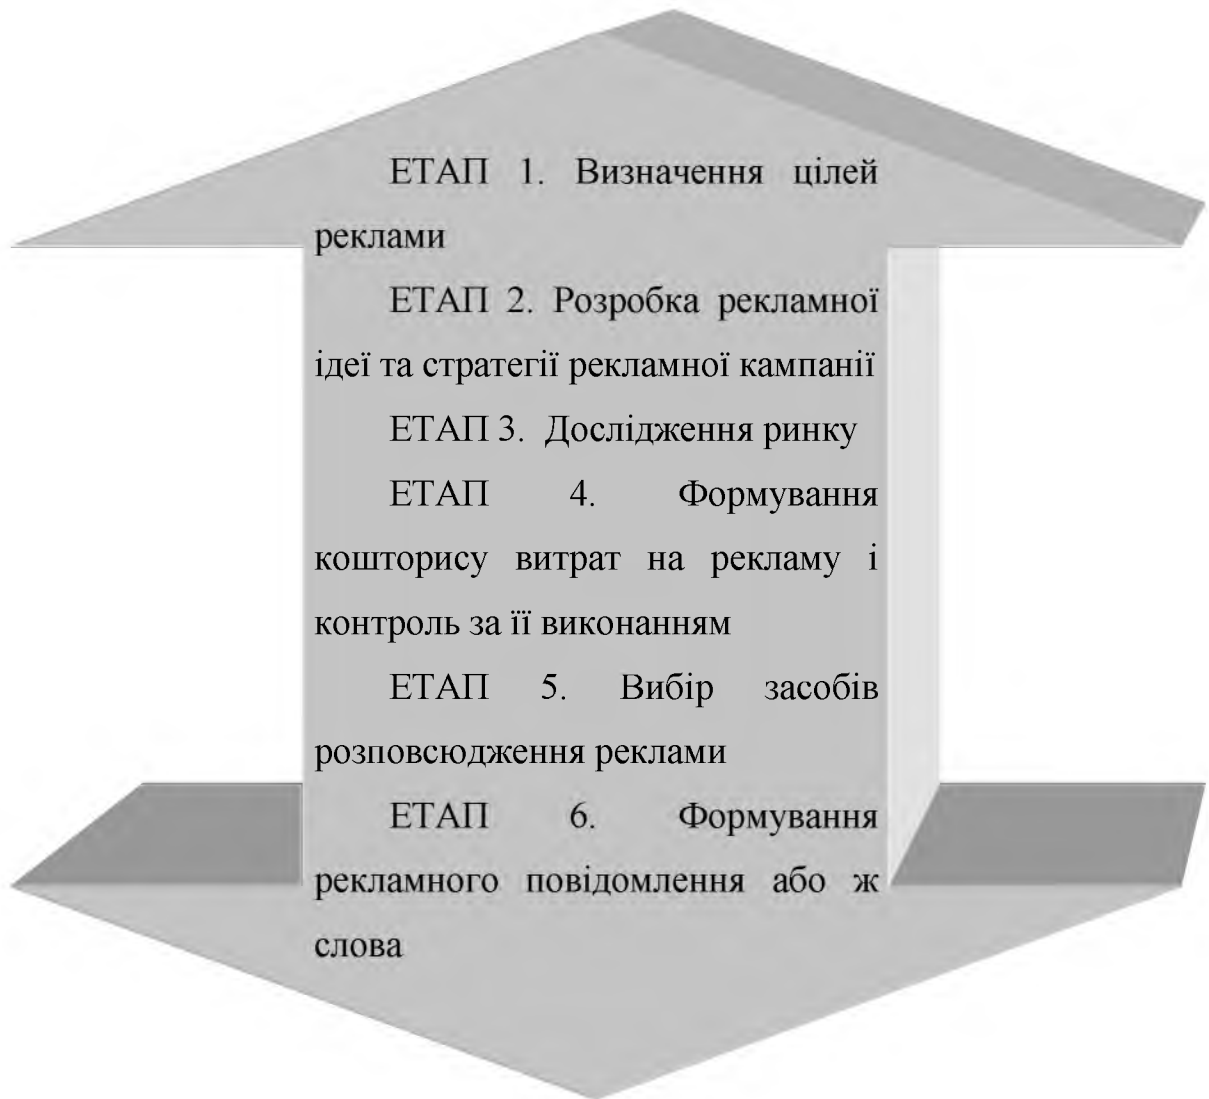 ЕТАП 1. Визначення цілей
реклами
ЕТАП 2. Розробка рекламної
ідеї та стратегії рекламної кампанії
ЕТАП 3. Дослідження ринку
ЕТАП 4. Формування
кошторису витрат на рекламу і
контроль за її виконанням
ЕТАП 5. Вибір засобів
розповсюдження реклами
ЕТАП 6. Формування
рекламного повідомлення або ж
слова